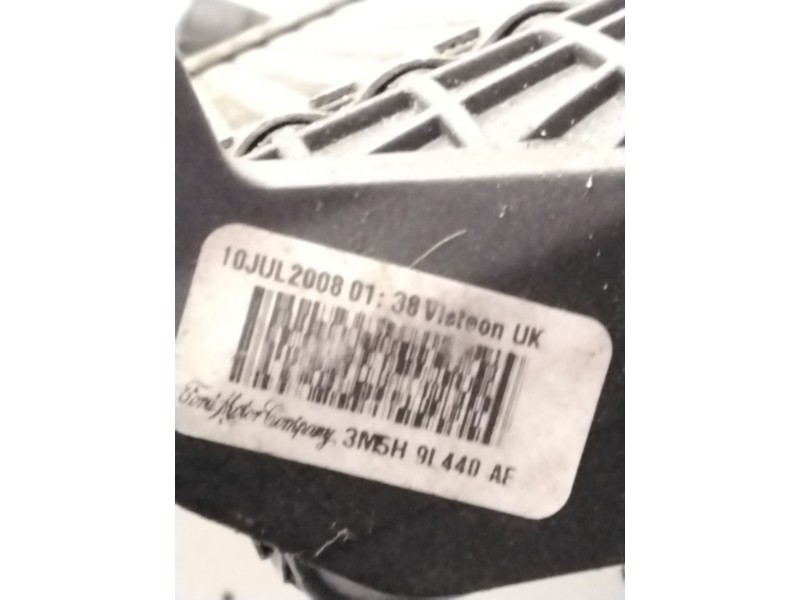 10JUL2008 01:38 Visteon UK
Ford Motor Company, 3M5H 9L440 AF